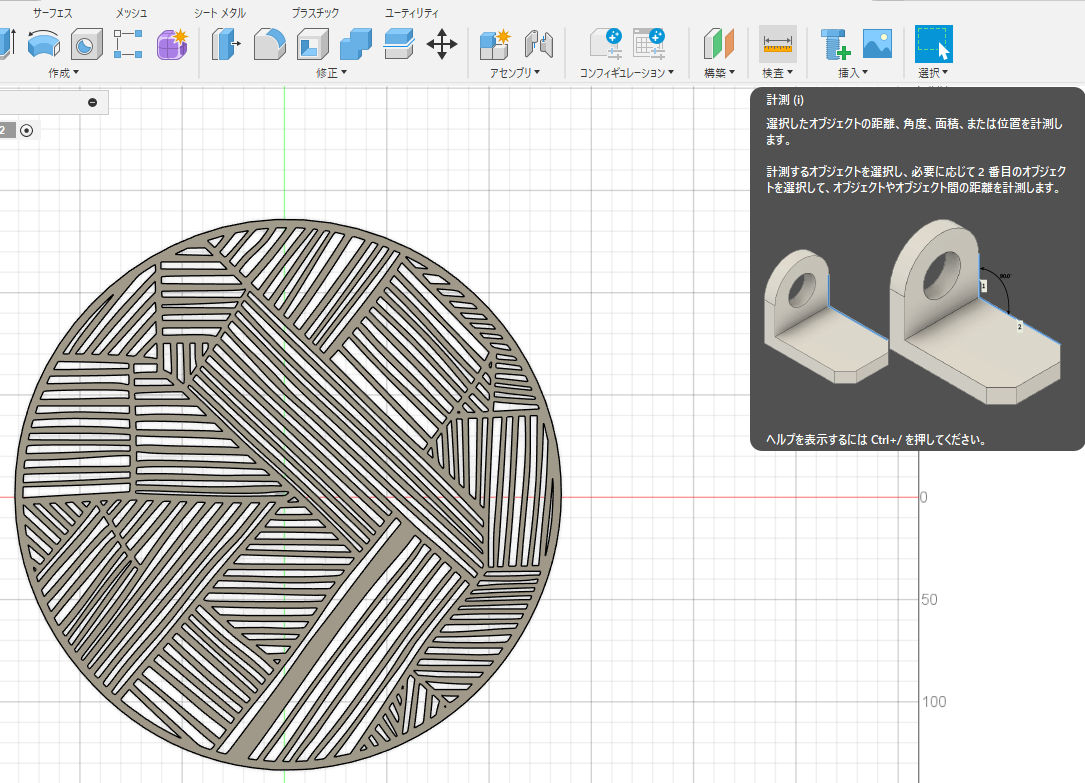 サーフェス メッシュ シート メタル プラスチック ユーティリティ
作成▼ 修正▼ アセンブリ▼ コンフィギュレーション▼ 構築▼ 検査▼ 挿入▼ 選択▼
2
計測 (i)
選択したオブジェクトの距離、角度、面積、または位置を計測し
ます。
計測するオブジェクトを選択し、必要に応じて 2 番目のオブジェク
トを選択して、オブジェクトやオブジェクト間の距離を計測します。
90.0°
1
2
ヘルプを表示するには Ctrl+/ を押してください。
0
50
100